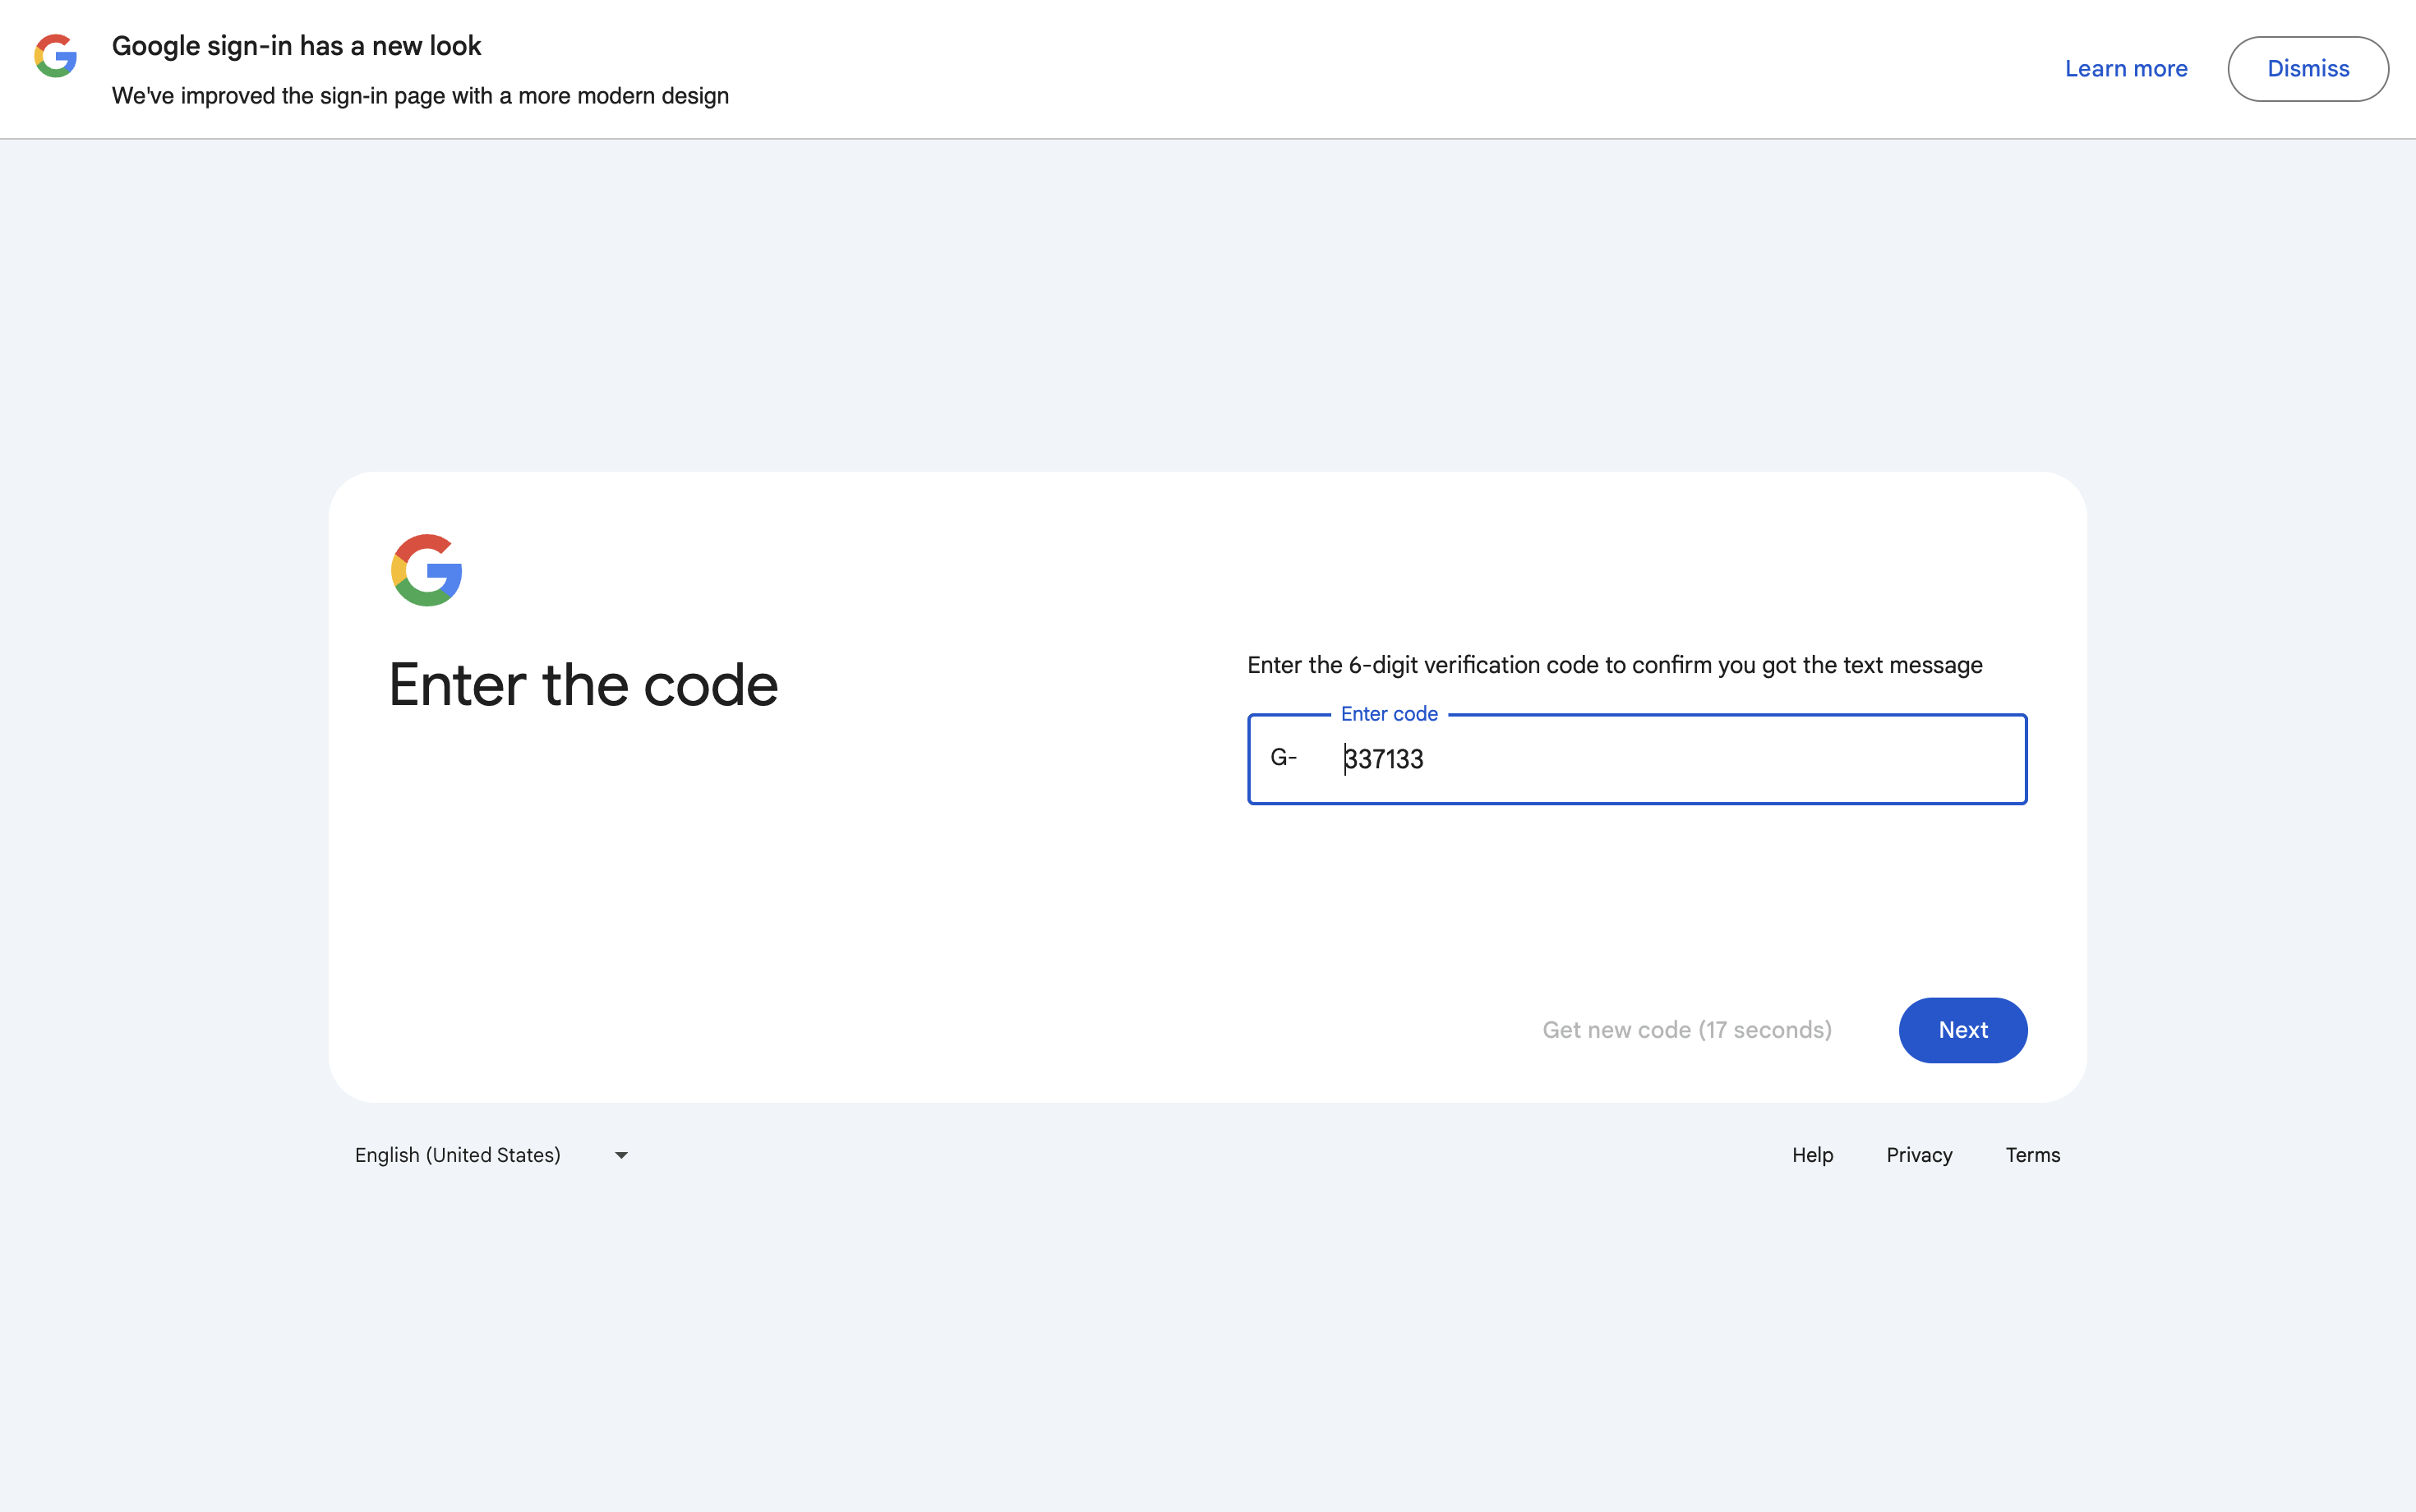 Google sign-in has a new look
We've improved the sign-in page with a more modern design
Learn more
Dismiss
Enter the code
Enter the 6-digit verification code to confirm you got the text message
Enter code
G- 337133
Get new code (17 seconds)
Next
English (United States)
Help
Privacy
Terms